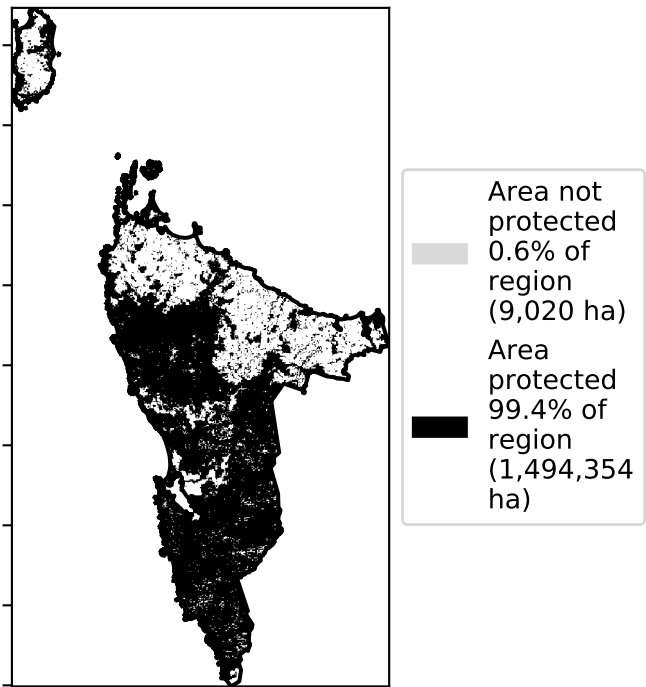 Area not
protected
0.6% of
region
(9,020 ha)
Area
protected
99.4% of
region
(1,494,354
ha)